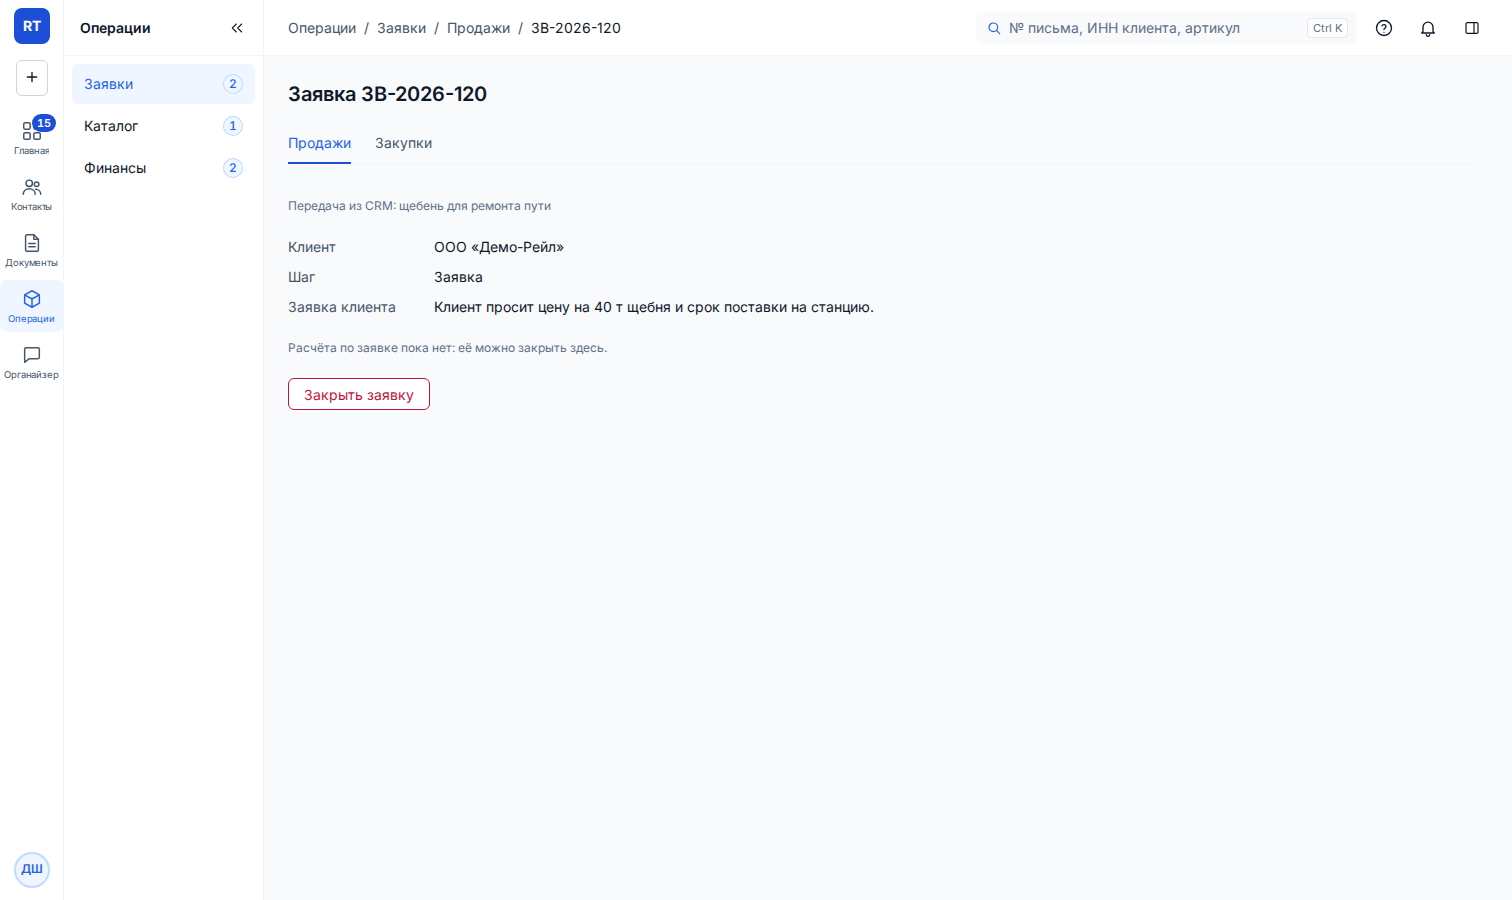 RT
15
Главная
Контакты
Документы
Операции
Органайзер
ДШ
Операции
Заявки 2
Каталог 1
Финансы 2
Операции / Заявки / Продажи / ЗВ-2026-120
№ письма, ИНН клиента, артикул Ctrl K
Заявка ЗВ-2026-120
Продажи Закупки
Передача из CRM: щебень для ремонта пути
Клиент ООО «Демо-Рейл»
Шаг Заявка
Заявка клиента Клиент просит цену на 40 т щебня и срок поставки на станцию.
Расчёта по заявке пока нет: её можно закрыть здесь.
Закрыть заявку